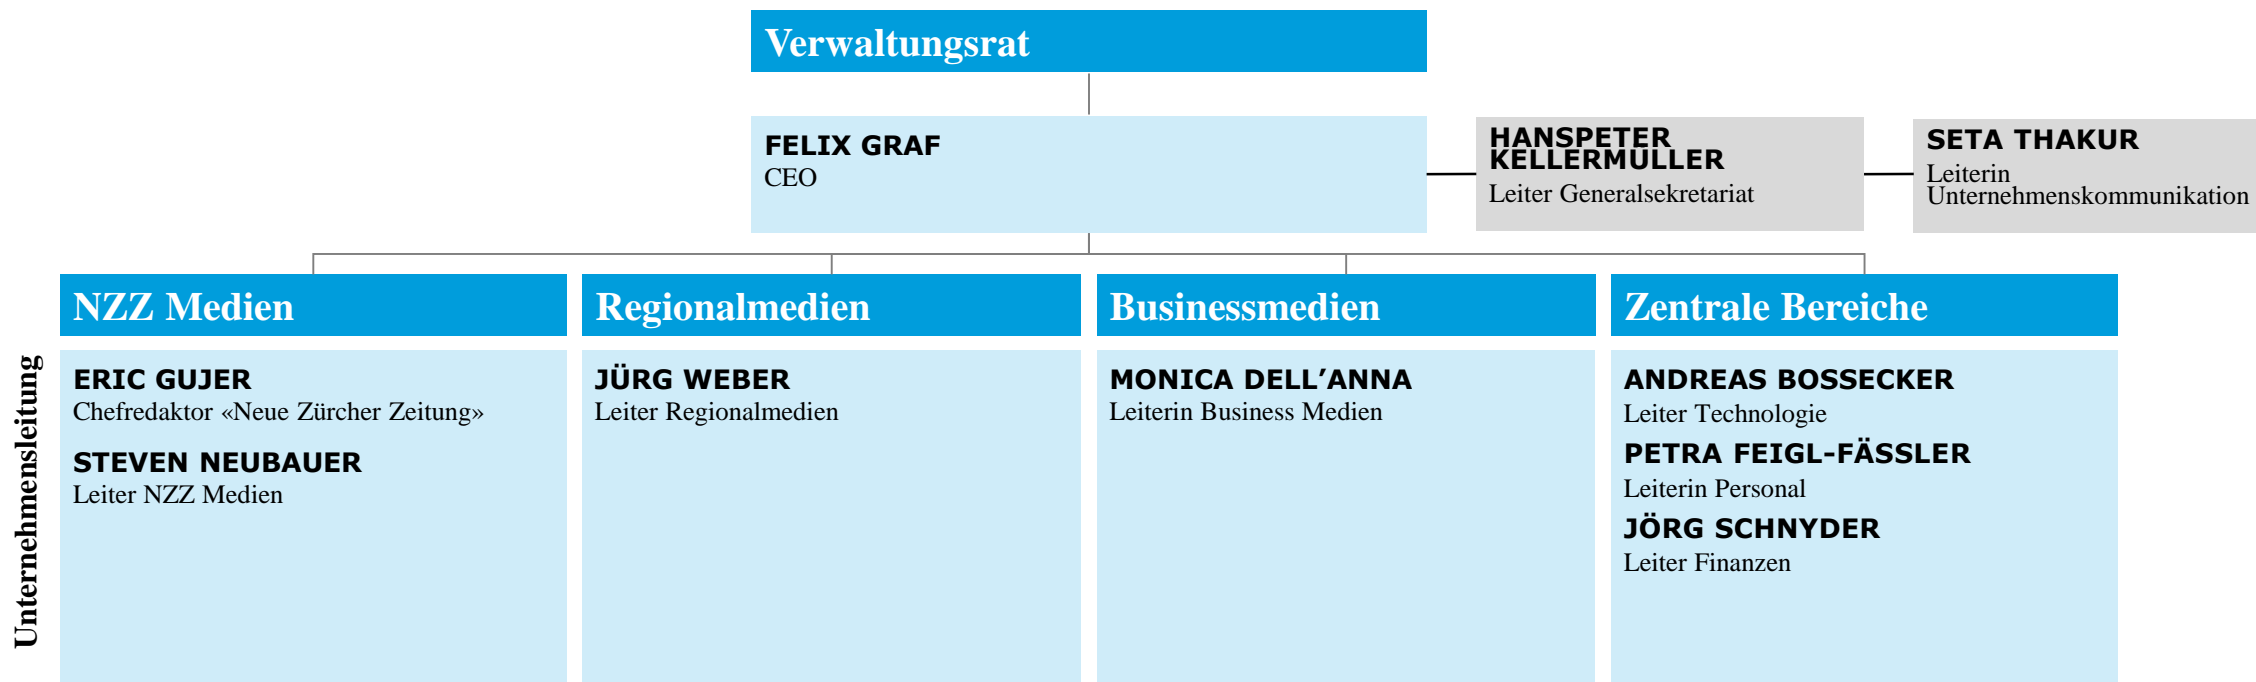 Verwaltungsrat
FELIX GRAF
CEO
HANSPETER
KELLERMÜLLER
Leiter Generalsekretariat
SETA THAKUR
Leiterin
Unternehmenskommunikation
Unternehmensleitung
NZZ Medien
ERIC GUJER
Chefredaktor «Neue Zürcher Zeitung»
STEVEN NEUBAUER
Leiter NZZ Medien
Regionalmedien
JÜRG WEBER
Leiter Regionalmedien
Businessmedien
MONICA DELL’ANNA
Leiterin Business Medien
Zentrale Bereiche
ANDREAS BOSSECKER
Leiter Technologie
PETRA FEIGL-FÄSSLER
Leiterin Personal
JÖRG SCHNYDER
Leiter Finanzen